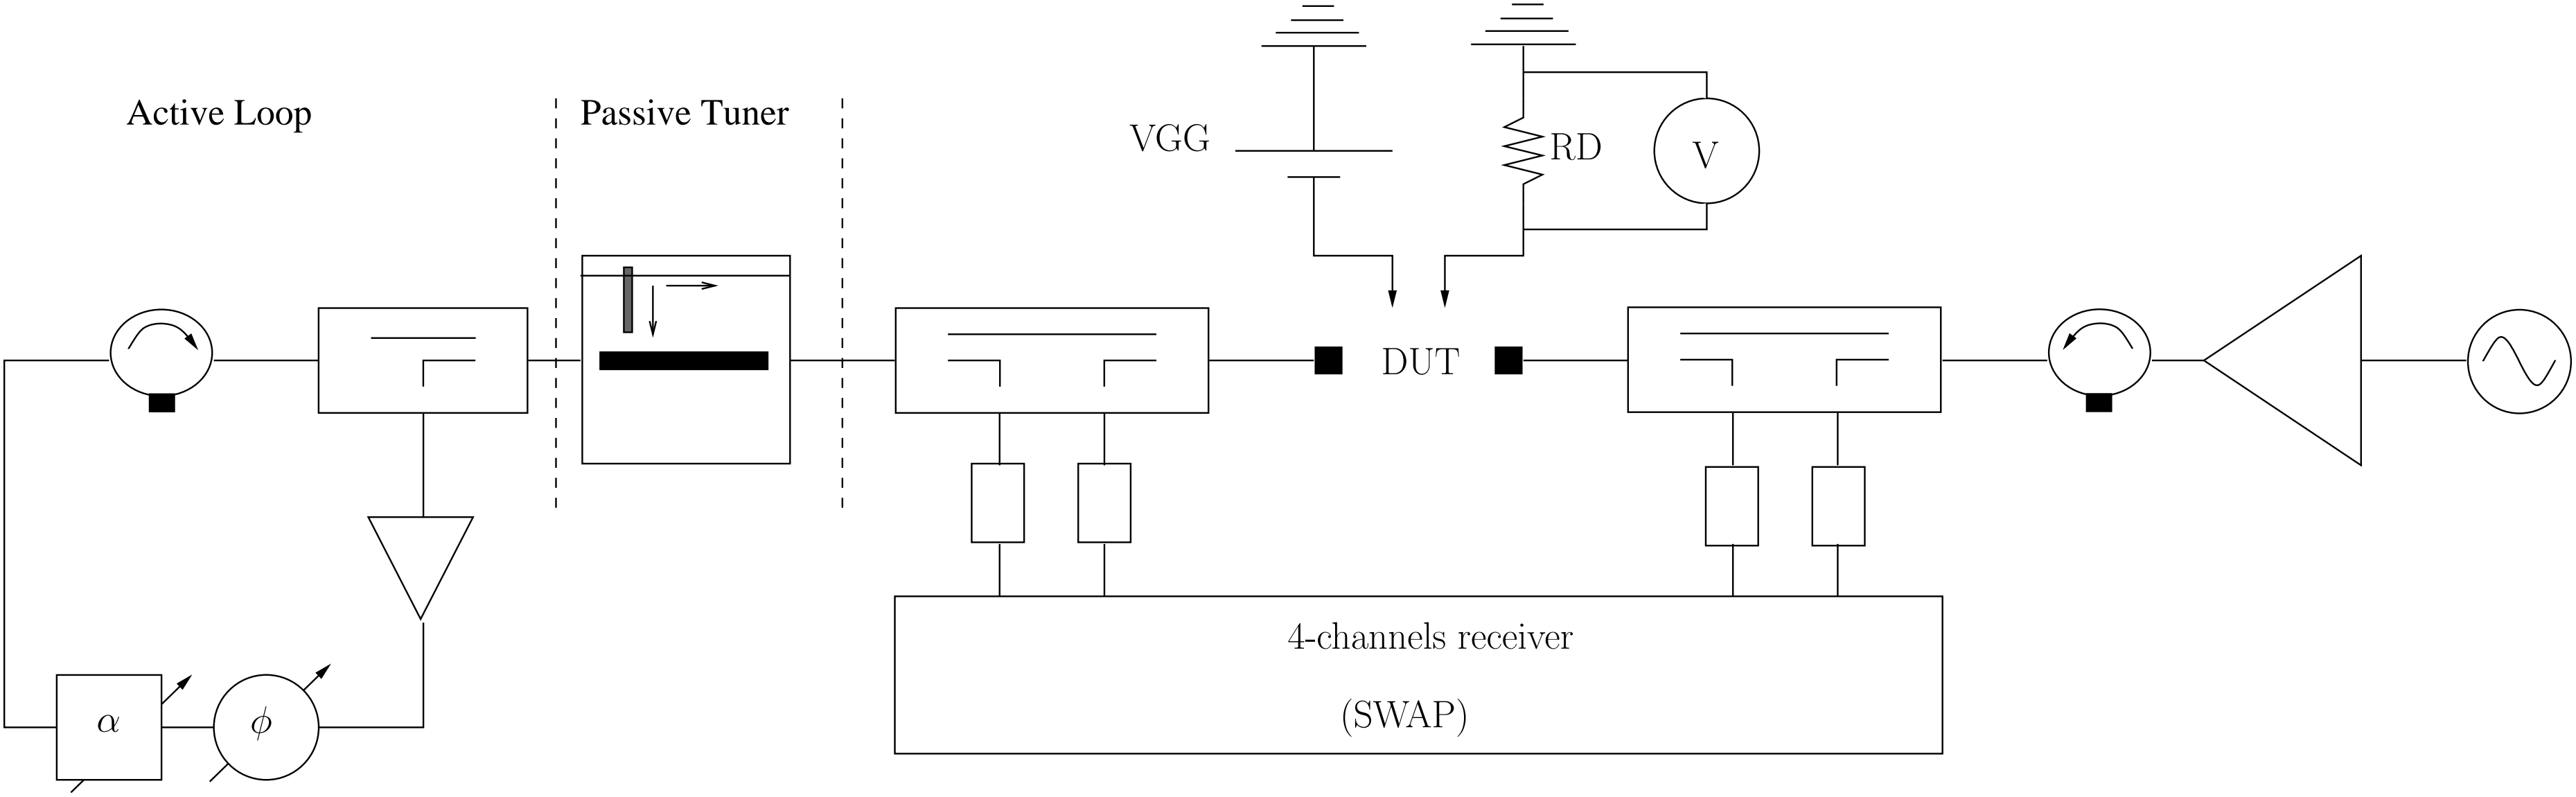 Active Loop
Passive Tuner
VGG
RD
V
DUT
4-channels receiver
(SWAP)
α
ϕ